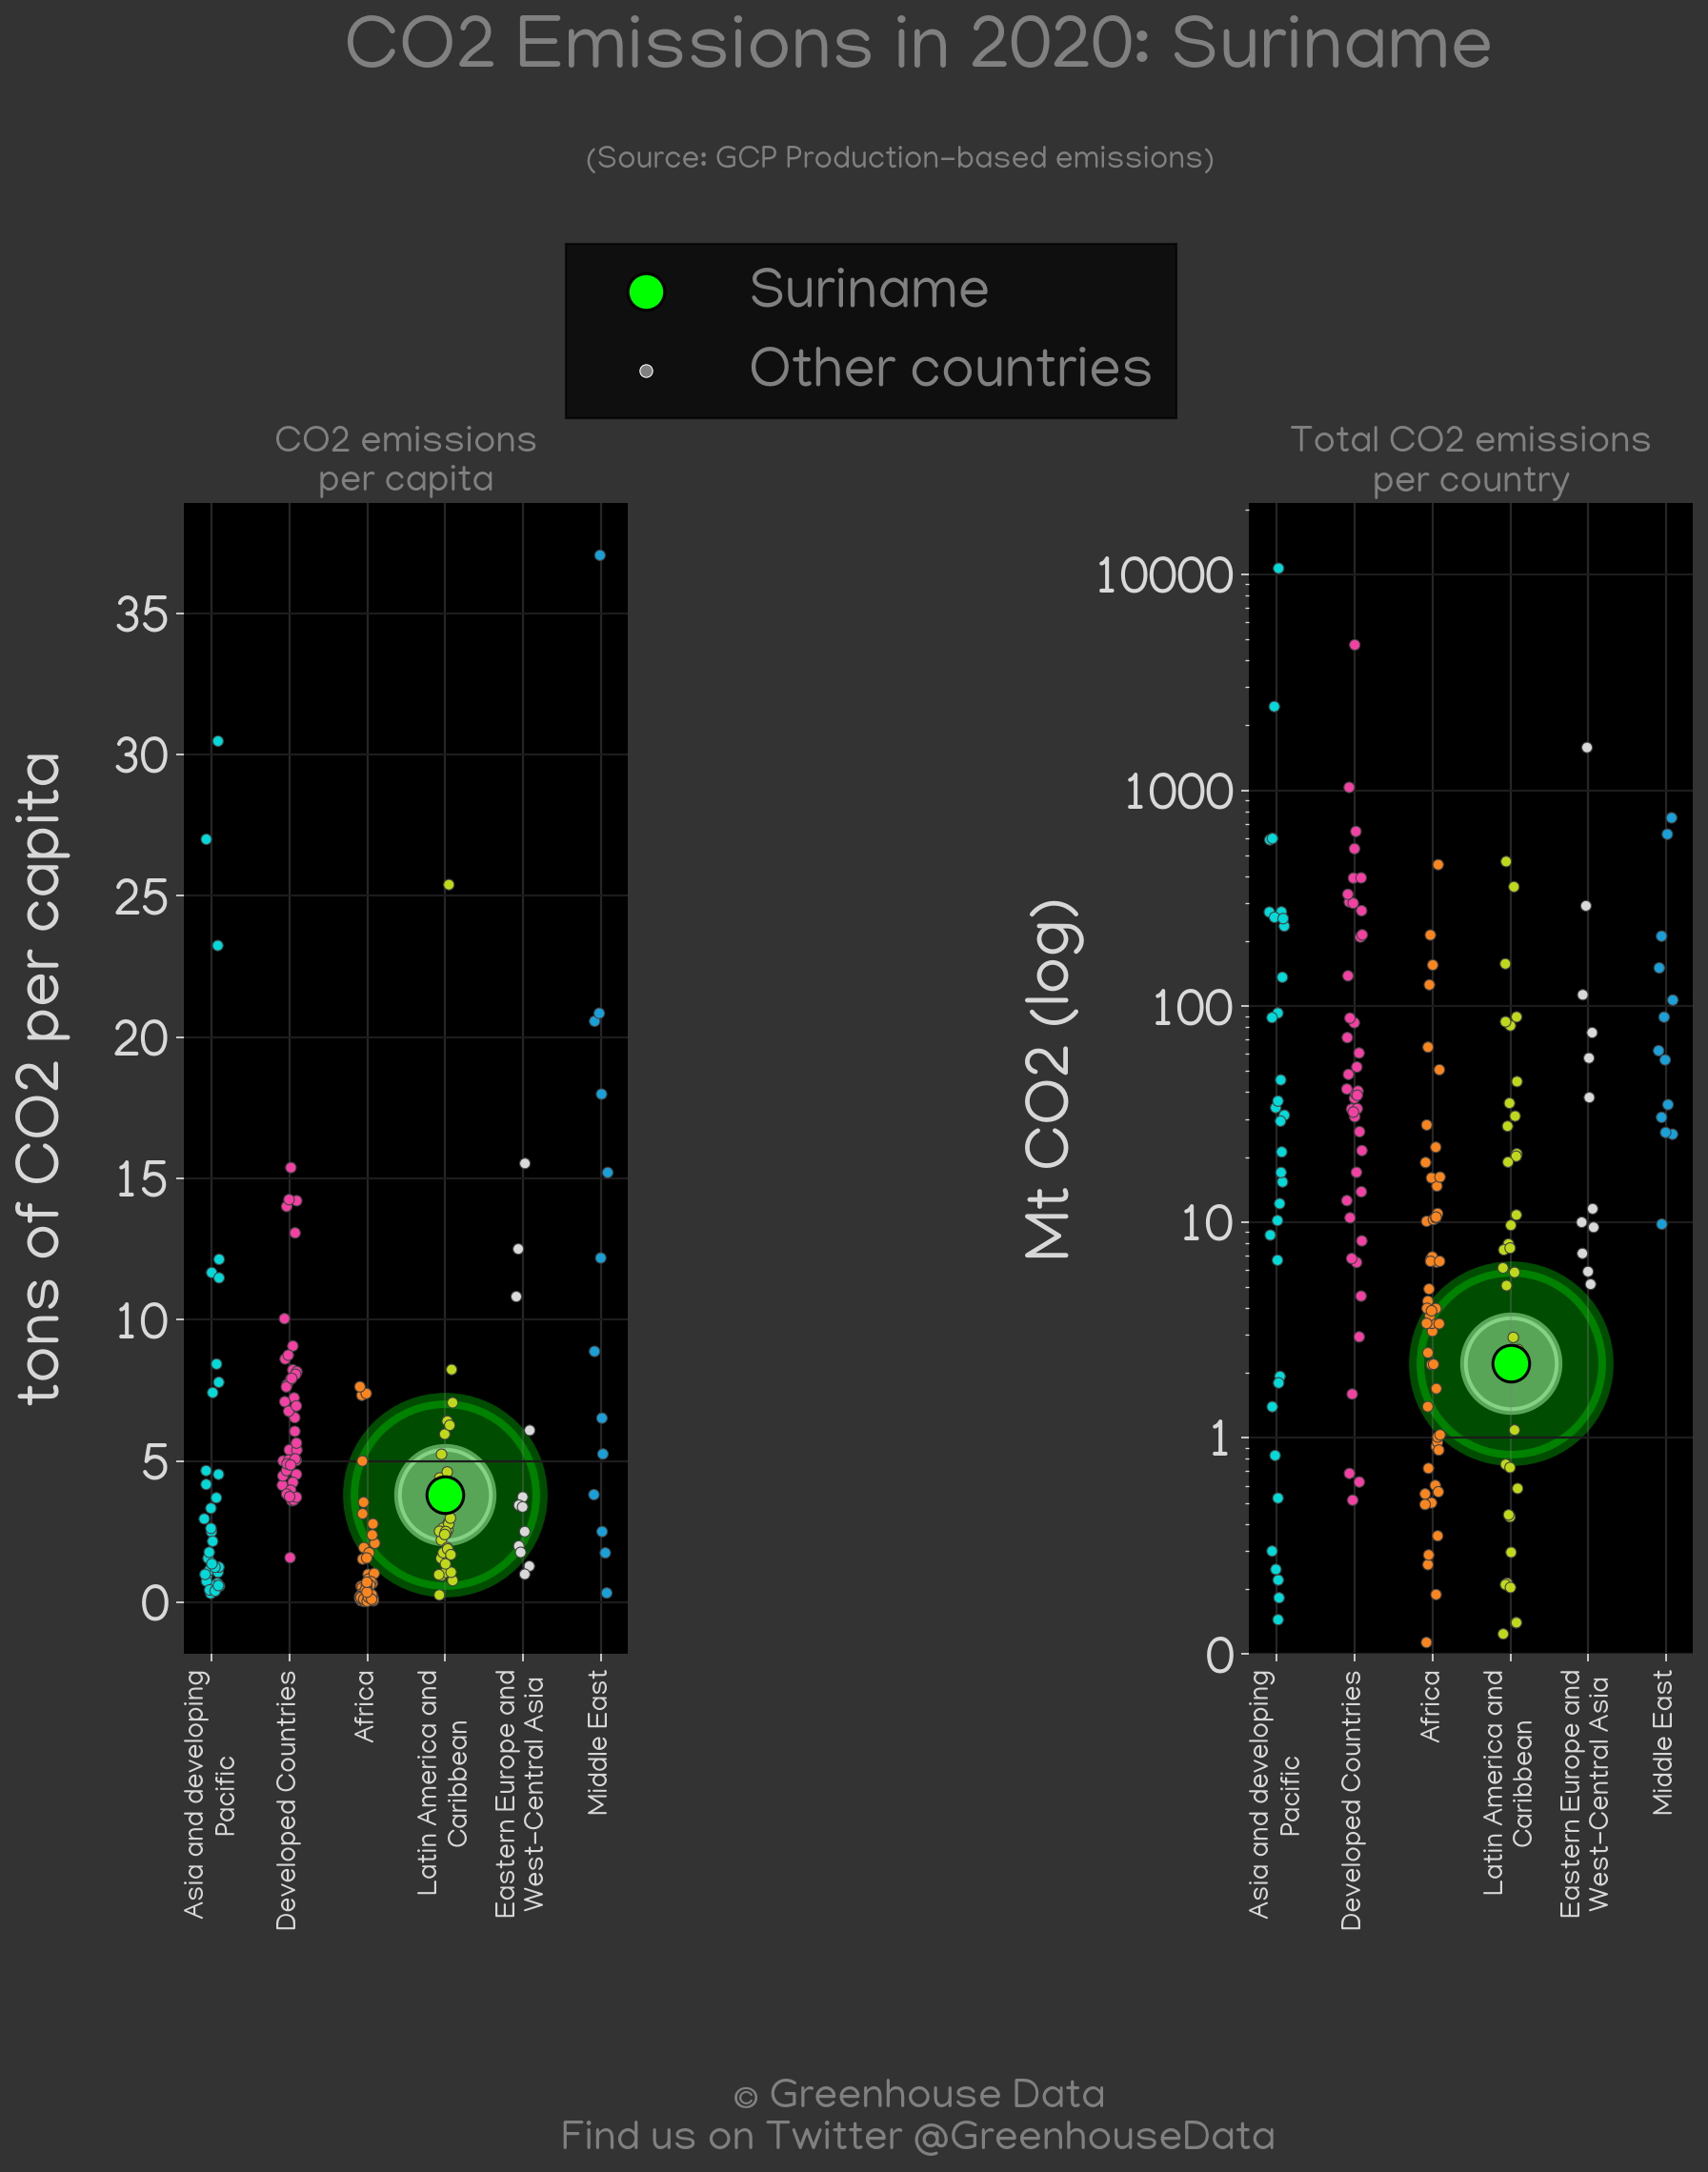 CO2 Emissions in 2020: Suriname
(Source: GCP Production-based emissions)
Suriname
Other countries
CO2 emissions
per capita
tons of CO2 per capita
35
30
25
20
15
10
5
0
Asia and developing
Pacific
Developed Countries
Africa
Latin America and
Caribbean
Eastern Europe and
West-Central Asia
Middle East
Total CO2 emissions
per country
Mt CO2 (log)
10000
1000
100
10
1
0
Asia and developing
Pacific
Developed Countries
Africa
Latin America and
Caribbean
Eastern Europe and
West-Central Asia
Middle East
© Greenhouse Data
Find us on Twitter @GreenhouseData